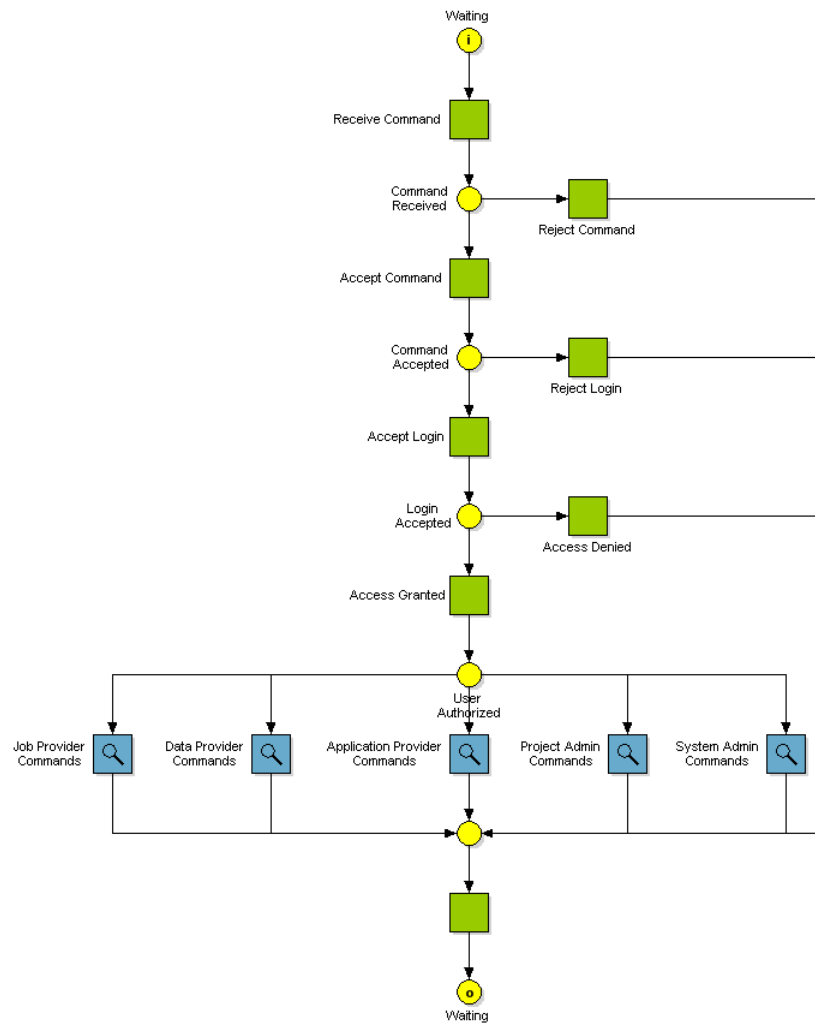 Waiting
i
Receive Command
Command
Received
Reject Command
Accept Command
Command
Accepted
Reject Login
Accept Login
Login
Accepted
Access Denied
Access Granted
User
Authorized
Job Provider
Commands
Data Provider
Commands
Application Provider
Commands
Project Admin
Commands
System Admin
Commands
o
Waiting